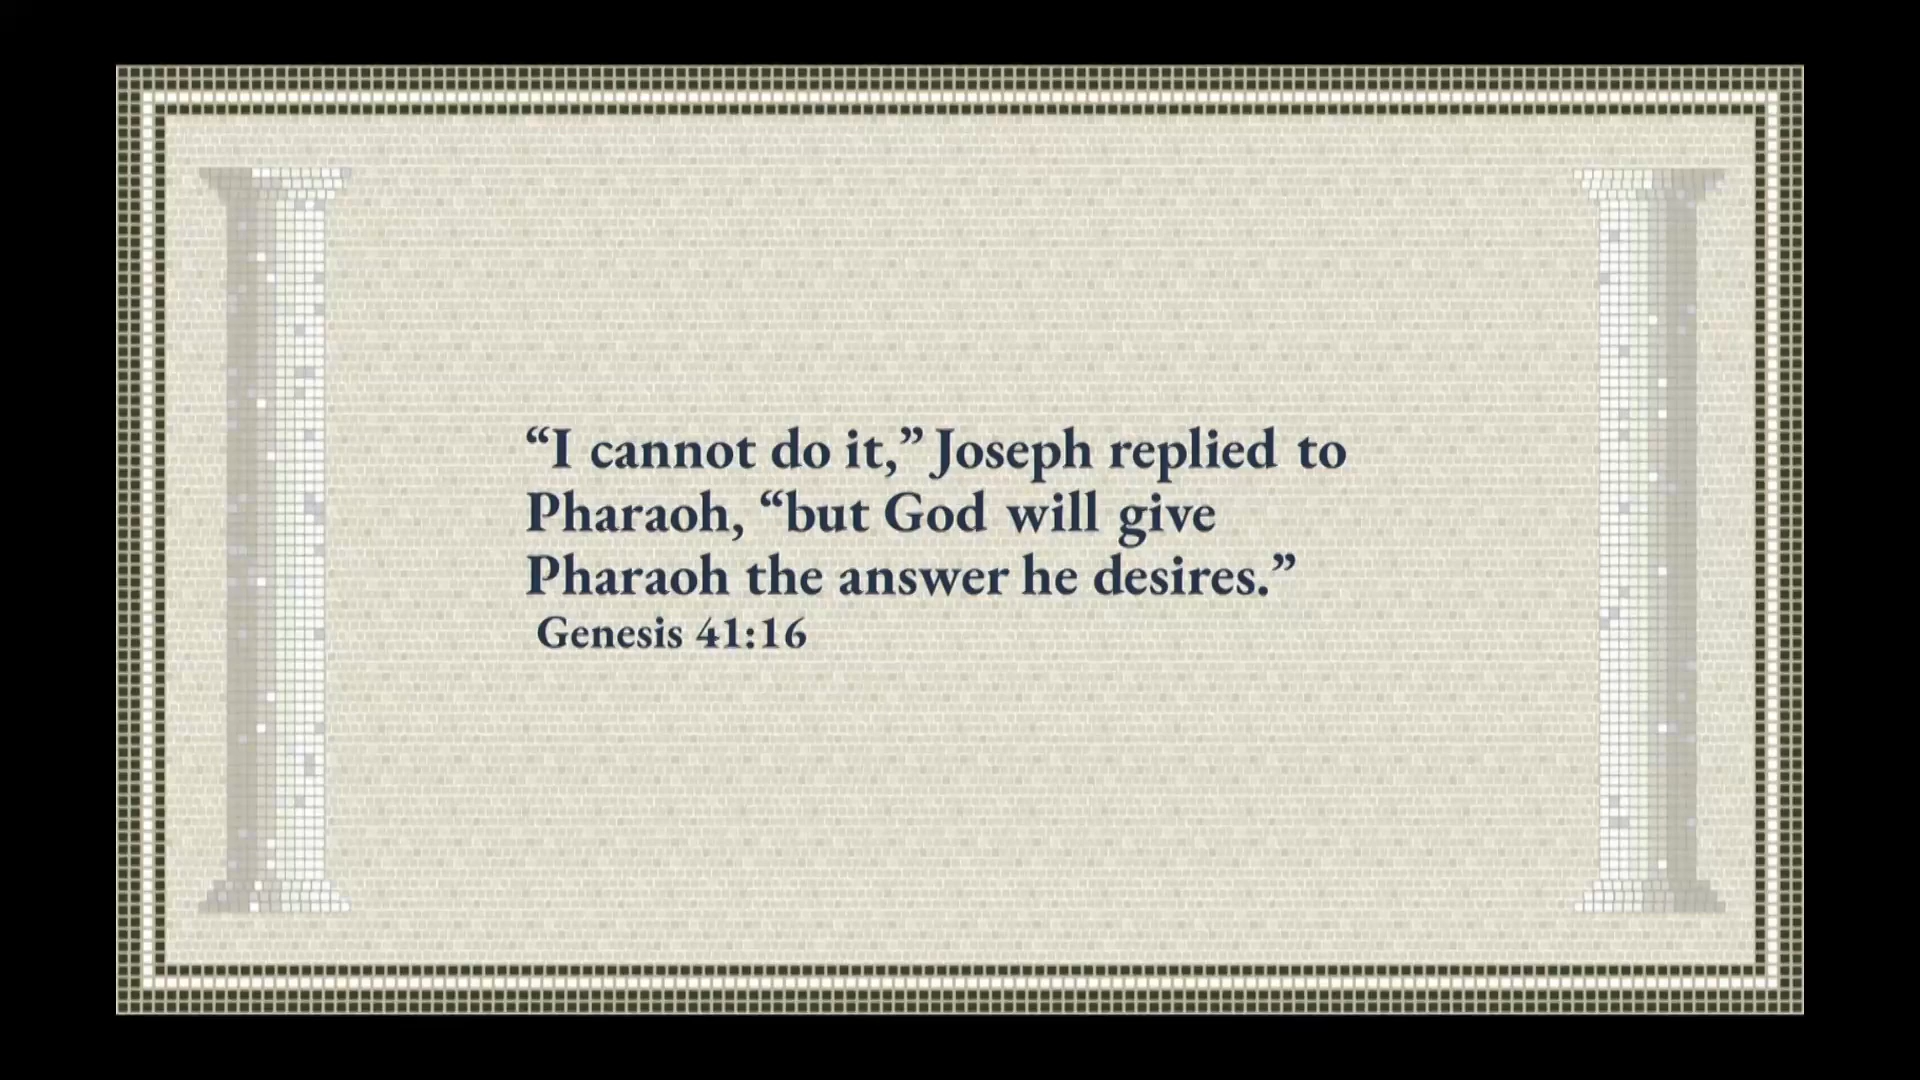 “I cannot do it,” Joseph replied to
Pharaoh, “but God will give
Pharaoh the answer he desires.”
Genesis 41:16